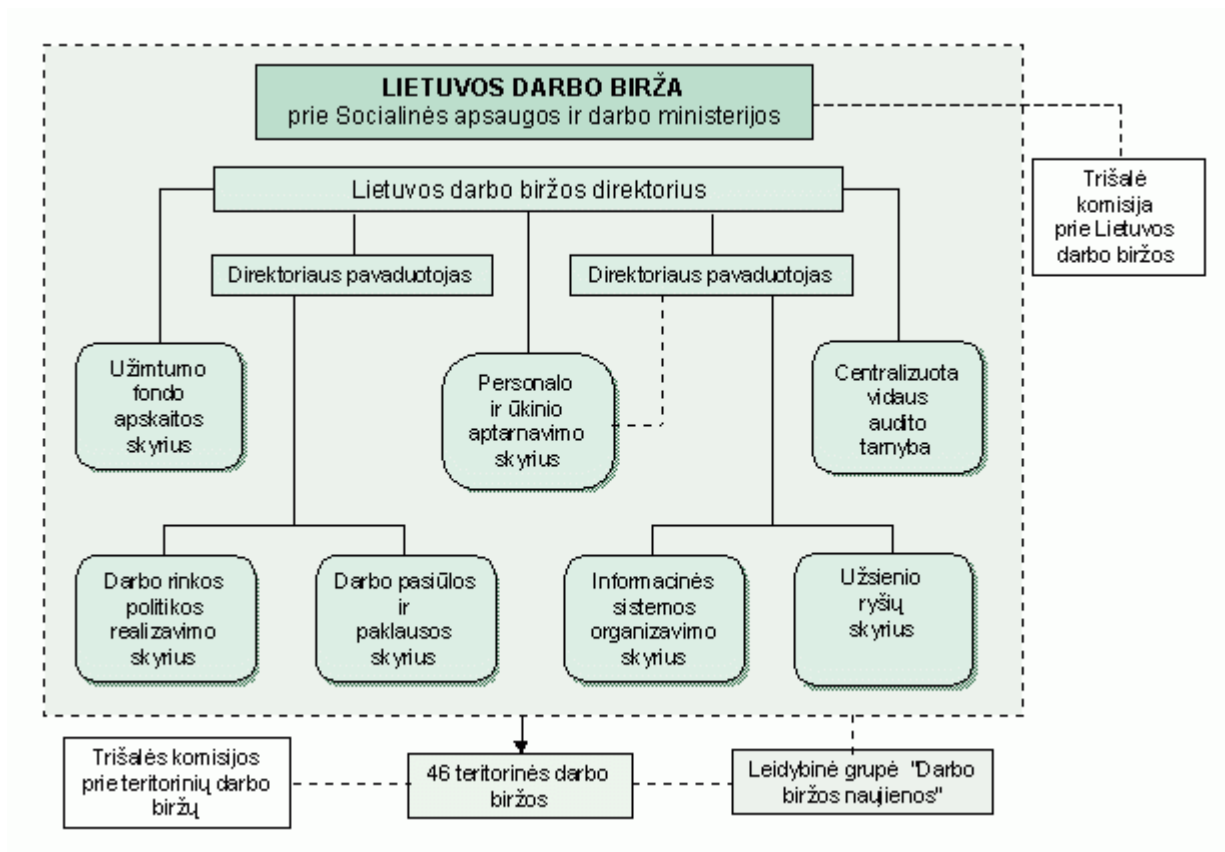 LIETUVOS DARBO BIRŽA
prie Socialinės apsaugos ir darbo ministerijos
Trišalė
komisija
prie Lietuvos
darbo biržos
Lietuvos darbo biržos direktorius
Direktoriaus pavaduotojas
Direktoriaus pavaduotojas
Užimtumo
fondo
apskaitos
skyrius
Personalo
ir ūkinio
aptarnavimo
skyrius
Centralizuota
vidaus
audito
tarnyba
Darbo rinkos
politikos
realizavimo
skyrius
Darbo pasiūlos
ir
paklausos
skyrius
Informacinės
sistemos
organizavimo
skyrius
Užsienio
ryšių
skyrius
Trišalės komisijos
prie teritorinių darbo
biržų
46 teritorinės darbo
biržos
Leidybinė grupė "Darbo
biržos naujienos"